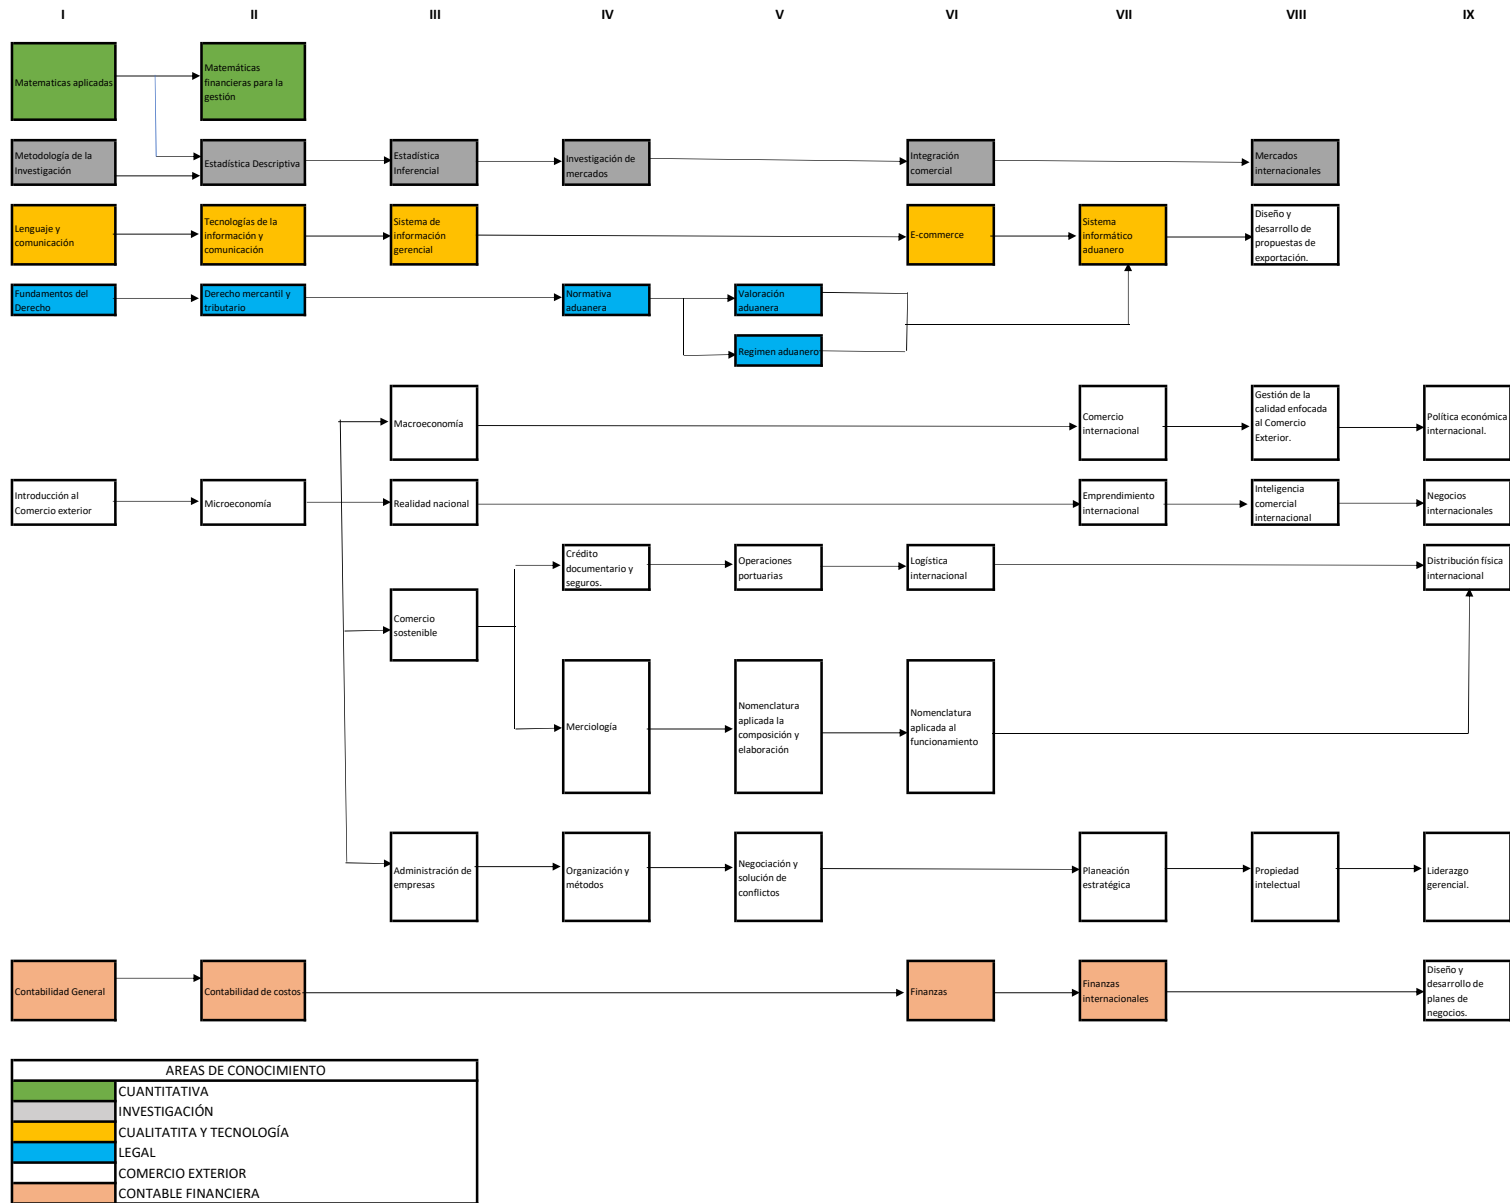 I II III IV V VI VII VIII IX
Matematicas aplicadas
Matemáticas
financieras para la
gestión
Metodología de la
Investigación
Estadística Descriptiva
Estadística
Inferencial
Investigación de
mercados
Integración
comercial
Mercados
internacionales
Lenguaje y
comunicación
Tecnologías de la
información y
comunicación
Sistema de
información
gerencial
E-commerce
Sistema
informático
aduanero
Diseño y
desarrollo de
propuestas de
exportación.
Fundamentos del
Derecho
Derecho mercantil y
tributario
Normativa
aduanera
Valoración
aduanera
Regimen aduanero
Macroeconomía
Comercio
internacional
Gestión de la
calidad enfocada
al Comercio
Exterior.
Política económica
internacional.
Introducción al
Comercio exterior
Microeconomía
Realidad nacional
Emprendimiento
internacional
Inteligencia
comercial
internacional
Negocios
internacionales
Crédito
documentario y
seguros.
Operaciones
portuarias
Logística
internacional
Distribución física
internacional
Comercio
sostenible
Merciología
Nomenclatura
aplicada la
composición y
elaboración
Nomenclatura
aplicada al
funcionamiento
Administración de
empresas
Organización y
métodos
Negociación y
solución de
conflictos
Planeación
estratégica
Propiedad
intelectual
Liderazgo
gerencial.
Contabilidad General
Contabilidad de costos
Finanzas
Finanzas
internacionales
Diseño y
desarrollo de
planes de
negocios.
AREAS DE CONOCIMIENTO
CUANTITATIVA
INVESTIGACIÓN
CUALITATITA Y TECNOLOGÍA
LEGAL
COMERCIO EXTERIOR
CONTABLE FINANCIERA